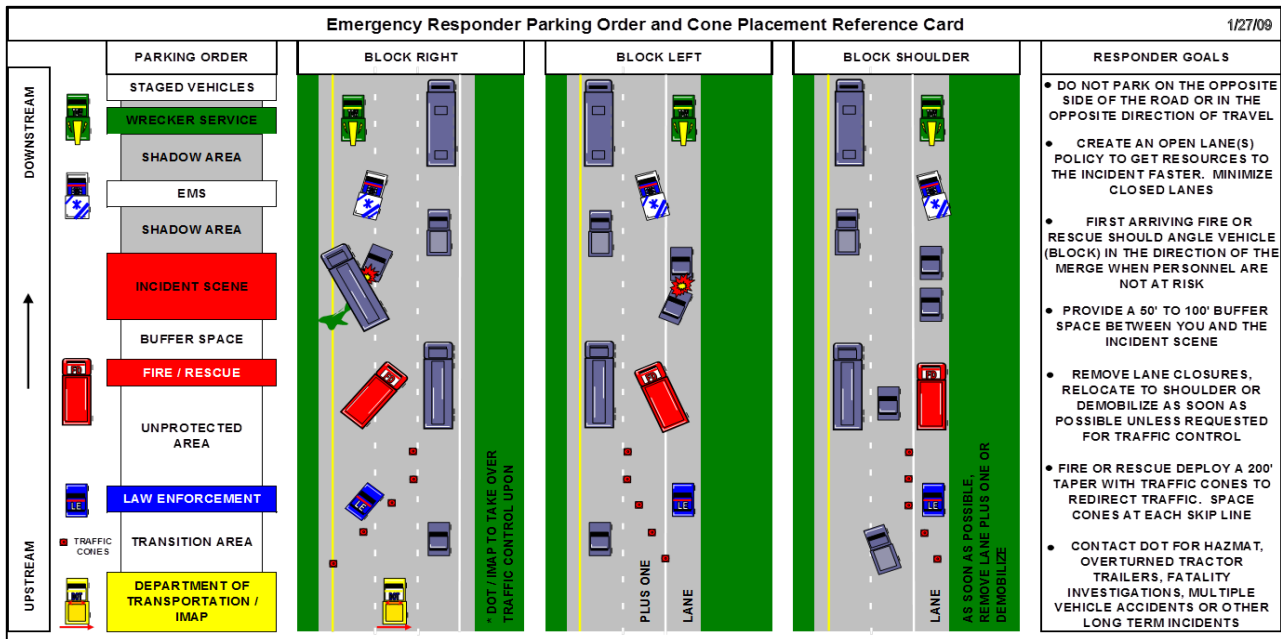 Emergency Responder Parking Order and Cone Placement Reference Card
1/27/09
PARKING ORDER
BLOCK RIGHT
BLOCK LEFT
BLOCK SHOULDER
RESPONDER GOALS
DOWNSTREAM
UPSTREAM
STAGED VEHICLES
WRECKER SERVICE
SHADOW AREA
EMS
SHADOW AREA
INCIDENT SCENE
BUFFER SPACE
FIRE / RESCUE
UNPROTECTED
AREA
LAW ENFORCEMENT
TRANSITION AREA
DEPARTMENT OF
TRANSPORTATION /
IMAP
FD
LE
TRAFFIC
CONES
DOT
FD
LE
DOT
* DOT / IMAP TO TAKE OVER
TRAFFIC CONTROL UPON
FD
LE
PLUS ONE
LANE
FD
LE
LANE
AS SOON AS POSSIBLE,
REMOVE LANE PLUS ONE OR
DEMOBILIZE
• DO NOT PARK ON THE OPPOSITE
SIDE OF THE ROAD OR IN THE
OPPOSITE DIRECTION OF TRAVEL
• CREATE AN OPEN LANE(S)
POLICY TO GET RESOURCES TO
THE INCIDENT FASTER. MINIMIZE
CLOSED LANES
• FIRST ARRIVING FIRE OR
RESCUE SHOULD ANGLE VEHICLE
(BLOCK) IN THE DIRECTION OF THE
MERGE WHEN PERSONNEL ARE
NOT AT RISK
• PROVIDE A 50' TO 100' BUFFER
SPACE BETWEEN YOU AND THE
INCIDENT SCENE
• REMOVE LANE CLOSURES,
RELOCATE TO SHOULDER OR
DEMOBILIZE AS SOON AS
POSSIBLE UNLESS REQUESTED
FOR TRAFFIC CONTROL
• FIRE OR RESCUE DEPLOY A 200'
TAPER WITH TRAFFIC CONES TO
REDIRECT TRAFFIC. SPACE
CONES AT EACH SKIP LINE
• CONTACT DOT FOR HAZMAT,
OVERTURNED TRACTOR
TRAILERS, FATALITY
INVESTIGATIONS, MULTIPLE
VEHICLE ACCIDENTS OR OTHER
LONG TERM INCIDENTS